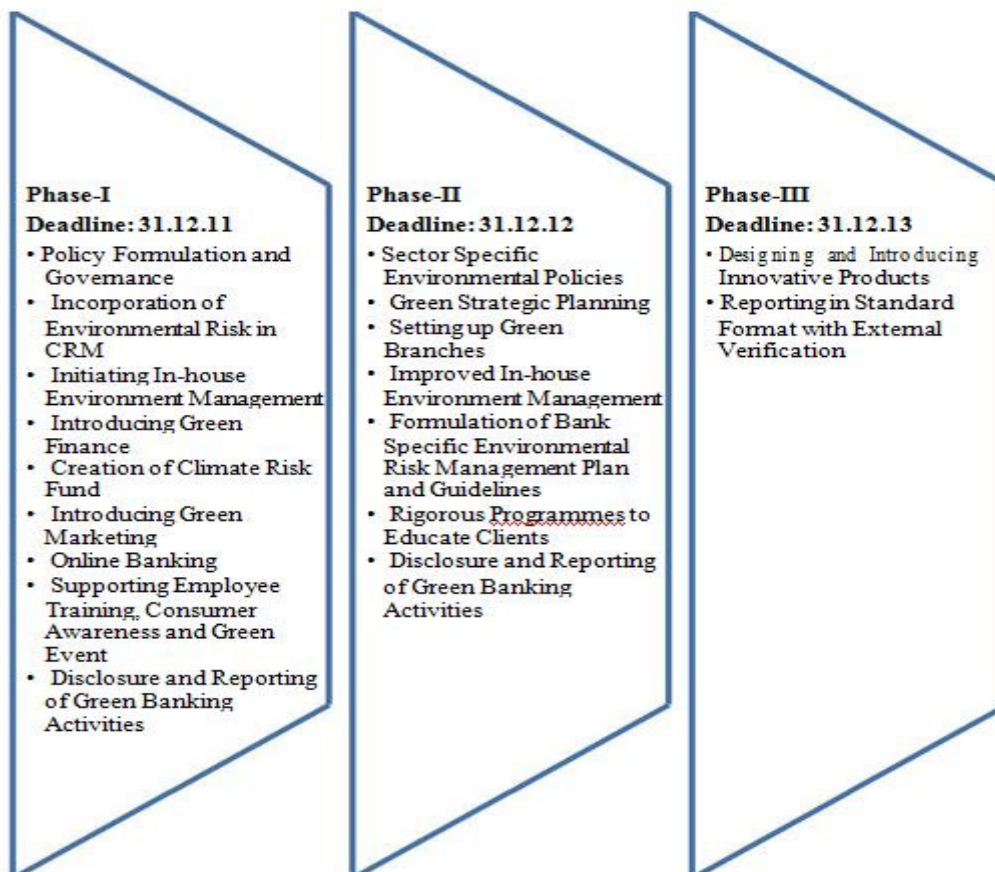 Phase-I
Deadline: 31.12.11
• Policy Formulation and
Governance
• Incorporation of
Environmental Risk in
CRM
• Initiating In-house
Environment Management
• Introducing Green
Finance
• Creation of Climate Risk
Fund
• Introducing Green
Marketing
• Online Banking
• Supporting Employee
Training, Consumer
Awareness and Green
Event
• Disclosure and Reporting
of Green Banking
Activities
Phase-II
Deadline: 31.12.12
• Sector Specific
Environmental Policies
• Green Strategic Planning
• Setting up Green
Branches
• Improved In-house
Environment Management
• Formulation of Bank
Specific Environmental
Risk Management Plan
and Guidelines
• Rigorous Programmes to
Educate Clients
• Disclosure and Reporting
of Green Banking
Activities
Phase-III
Deadline: 31.12.13
• Designing and Introducing
Innovative Products
• Reporting in Standard
Format with External
Verification